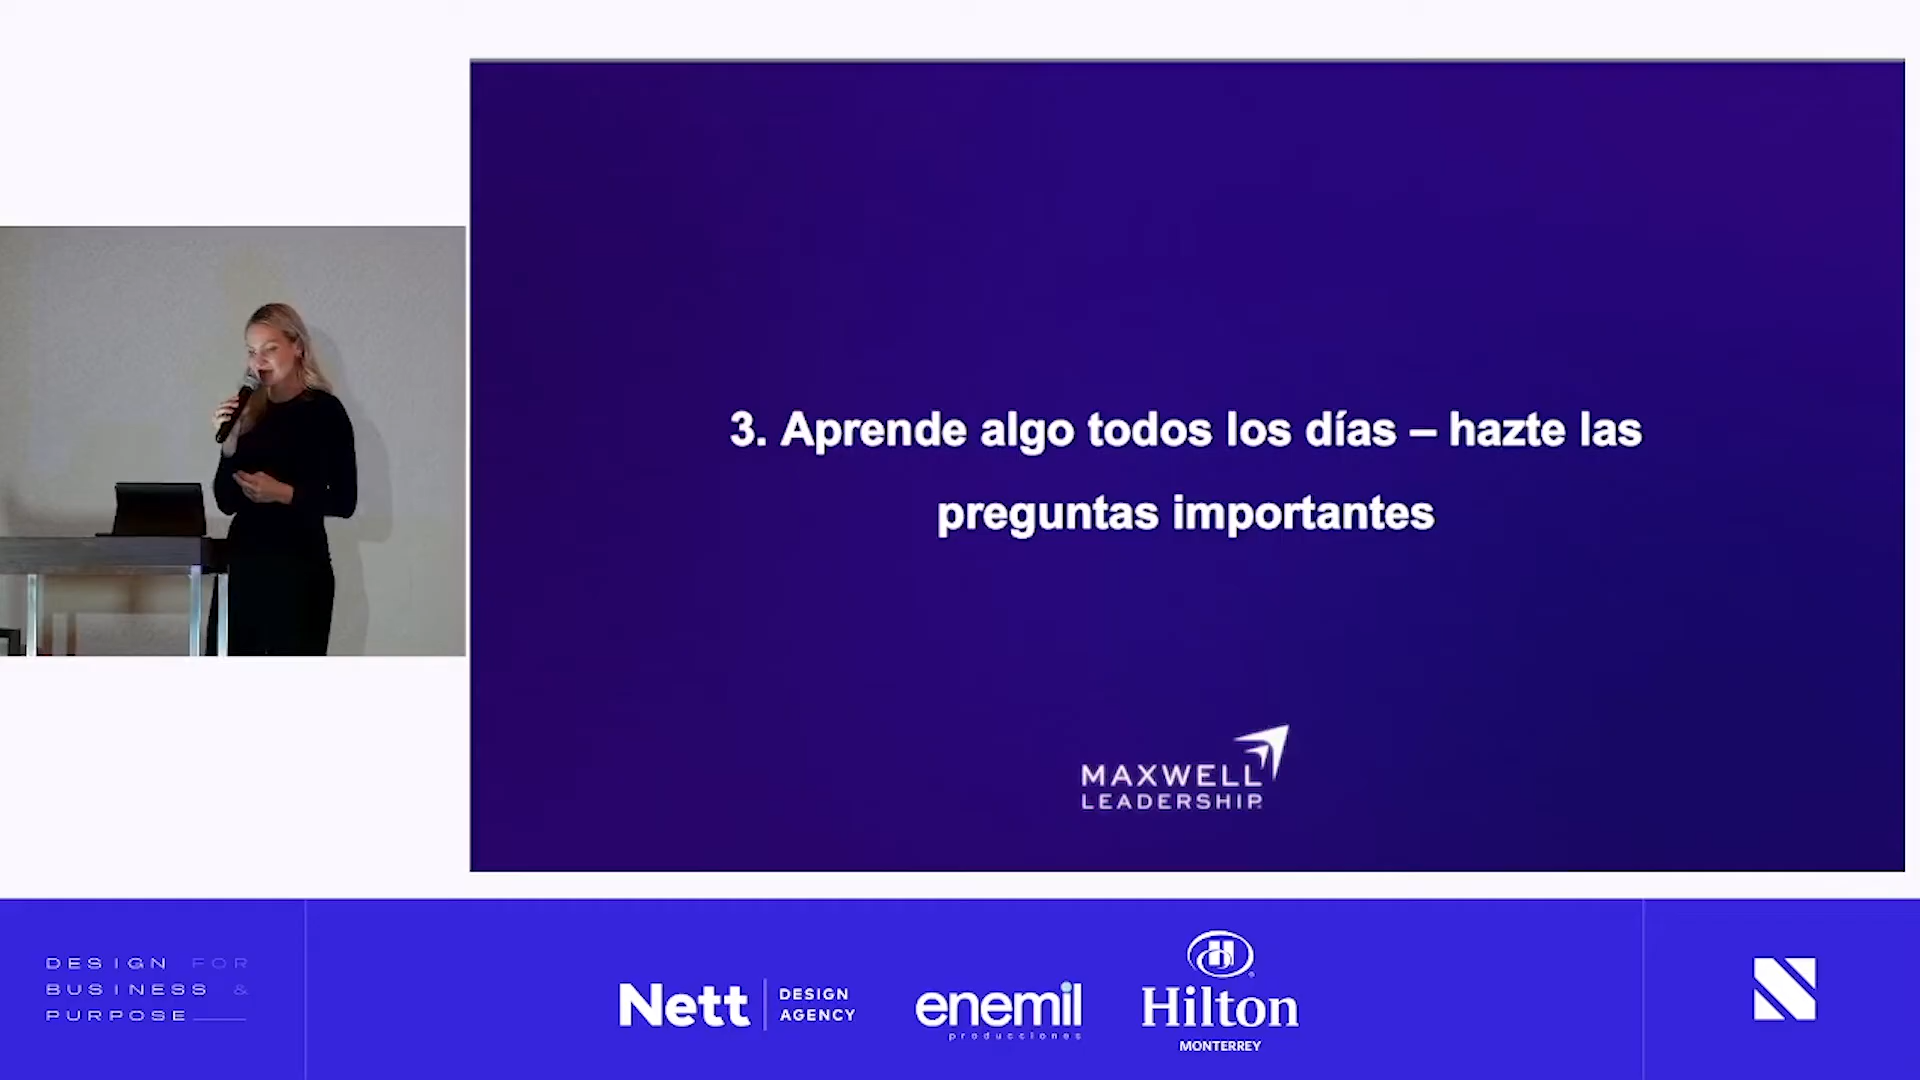 3. Aprende algo todos los días – hazte las
preguntas importantes
MAXWELL
LEADERSHIP
DESIGN FOR
BUSINESS &
PURPOSE
Nett
DESIGN
AGENCY
enemil
producciones
Hilton
MONTERREY